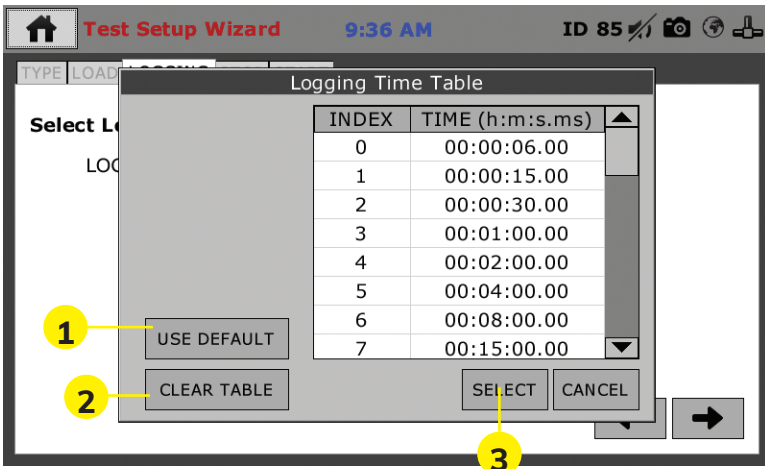 Test Setup Wizard 9:36 AM ID 85
TYPE LOAD
Logging Time Table
Select
INDEX TIME (h:m:s.ms)
0 00:00:06.00
1 00:00:15.00
2 00:00:30.00
3 00:01:00.00
4 00:02:00.00
5 00:04:00.00
6 00:08:00.00
7 00:15:00.00
1
USE DEFAULT
2
CLEAR TABLE
SELECT CANCEL
3